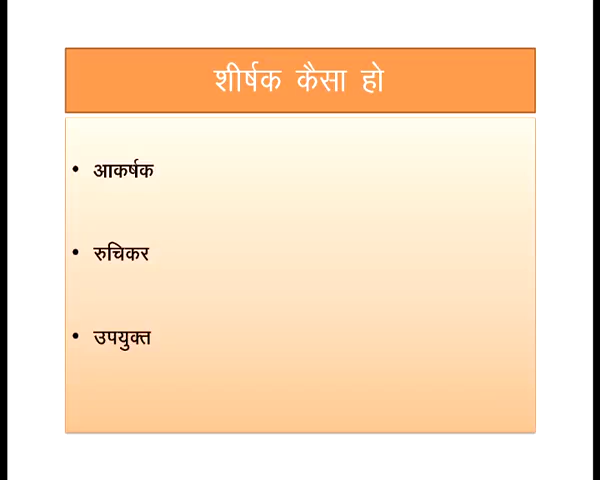 शीर्षक कैसा हो
• आकर्षक
• रुचिकर
• उपयुक्त